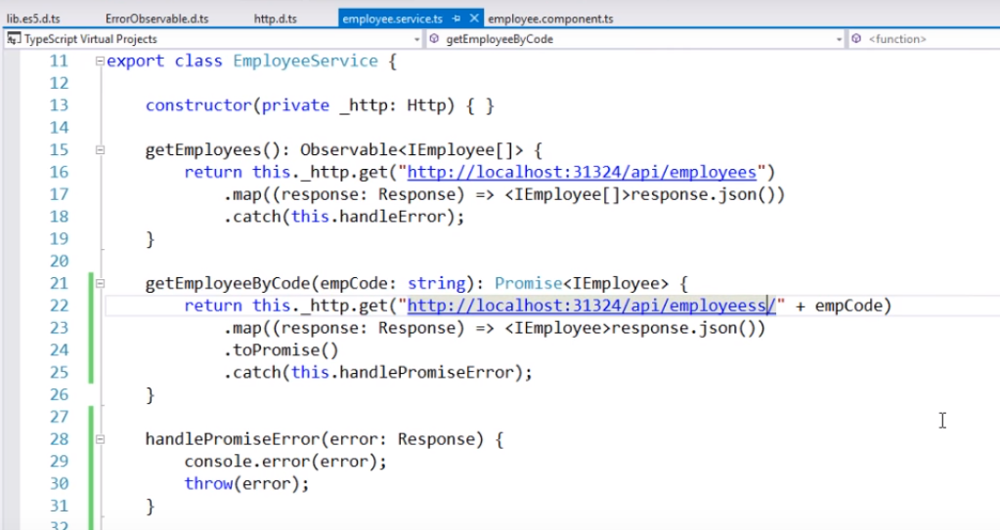 lib.es5.d.ts ErrorObservable.d.ts http.d.ts employee.service.ts employee.component.ts
TypeScript Virtual Projects getEmployeeByCode <function>
11 export class EmployeeService {
12
13 constructor(private _http: Http) { }
14
15 getEmployees(): Observable<IEmployee[]> {
16 return this._http.get("http://localhost:31324/api/employees")
17 .map((response: Response) => <IEmployee[]>response.json())
18 .catch(this.handleError);
19 }
20
21 getEmployeeByCode(empCode: string): Promise<IEmployee> {
22 return this._http.get("http://localhost:31324/api/employeess/" + empCode)
23 .map((response: Response) => <IEmployee>response.json())
24 .toPromise()
25 .catch(this.handlePromiseError);
26 }
27
28 handlePromiseError(error: Response) {
29 console.error(error);
30 throw(error);
31 }
32